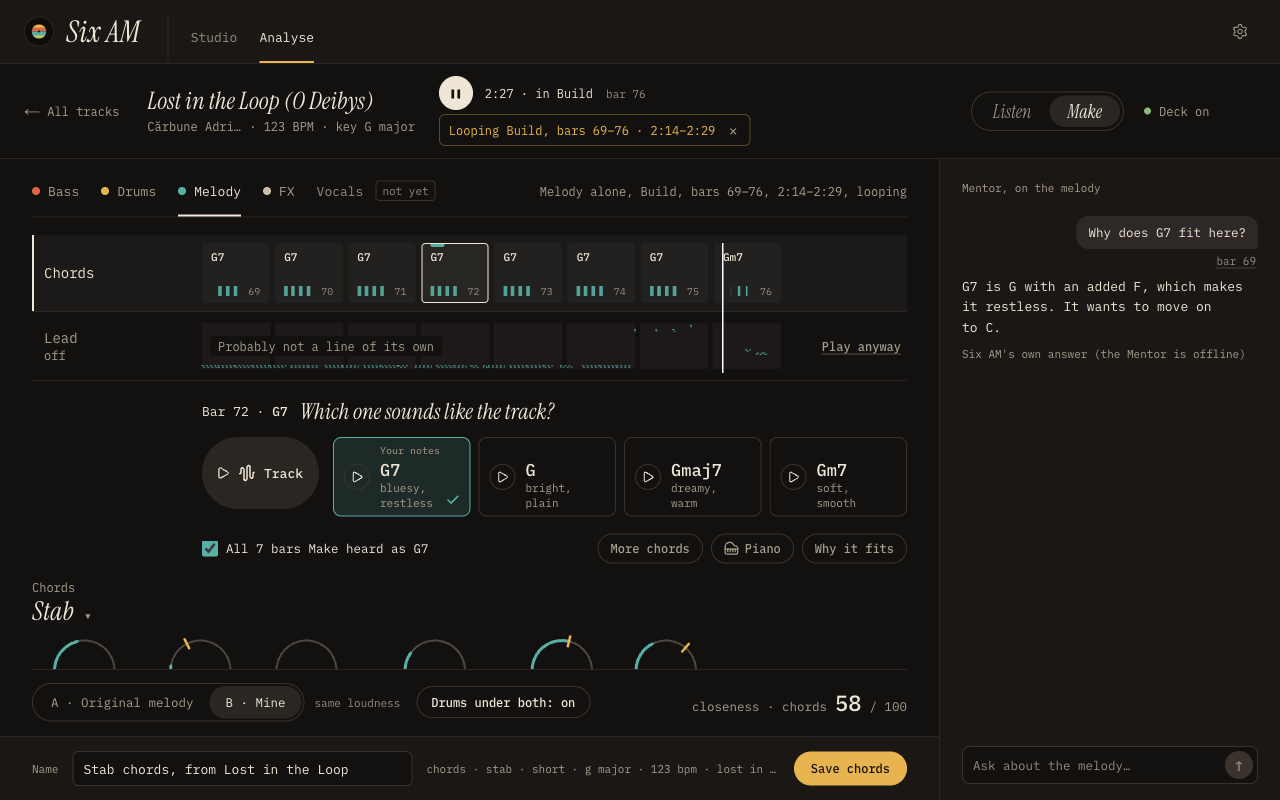 Six AM
Studio
Analyse
← All tracks
Lost in the Loop (O Deibys)
Cărbune Adri… · 123 BPM · key G major
2:27 · in Build bar 76
Looping Build, bars 69–76 · 2:14–2:29 ×
Listen
Make
Deck on
Bass
Drums
Melody
FX
Vocals
not yet
Melody alone, Build, bars 69–76, 2:14–2:29, looping
Chords
G7
69
G7
70
G7
71
G7
72
G7
73
G7
74
G7
75
Gm7
76
Lead
off
Probably not a line of its own
Play anyway
Bar 72 · G7 Which one sounds like the track?
Track
Your notes
G7
bluesy,
restless
G
bright,
plain
Gmaj7
dreamy,
warm
Gm7
soft,
smooth
All 7 bars Make heard as G7
More chords
Piano
Why it fits
Chords
Stab
A · Original melody
B · Mine
same loudness
Drums under both: on
closeness · chords 58 / 100
Name
Stab chords, from Lost in the Loop
chords · stab · short · g major · 123 bpm · lost in …
Save chords
Mentor, on the melody
Why does G7 fit here?
bar 69
G7 is G with an added F, which makes
it restless. It wants to move on
to C.
Six AM's own answer (the Mentor is offline)
Ask about the melody…